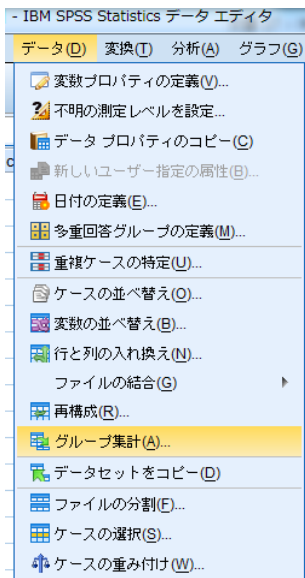 - IBM SPSS Statistics データ エディタ
データ(D) 変換(T) 分析(A) グラフ(G)
変数プロパティの定義(V)...
不明の測定レベルを設定...
データ プロパティのコピー(C)
新しいユーザー指定の属性(B)...
日付の定義(E)...
多重回答グループの定義(M)...
重複ケースの特定(U)...
ケースの並べ替え(O)...
変数の並べ替え(B)...
行と列の入れ換え(N)...
ファイルの結合(G)
再構成(R)...
グループ集計(A)...
データセットをコピー(D)
ファイルの分割(F)...
ケースの選択(S)...
ケースの重み付け(W)...